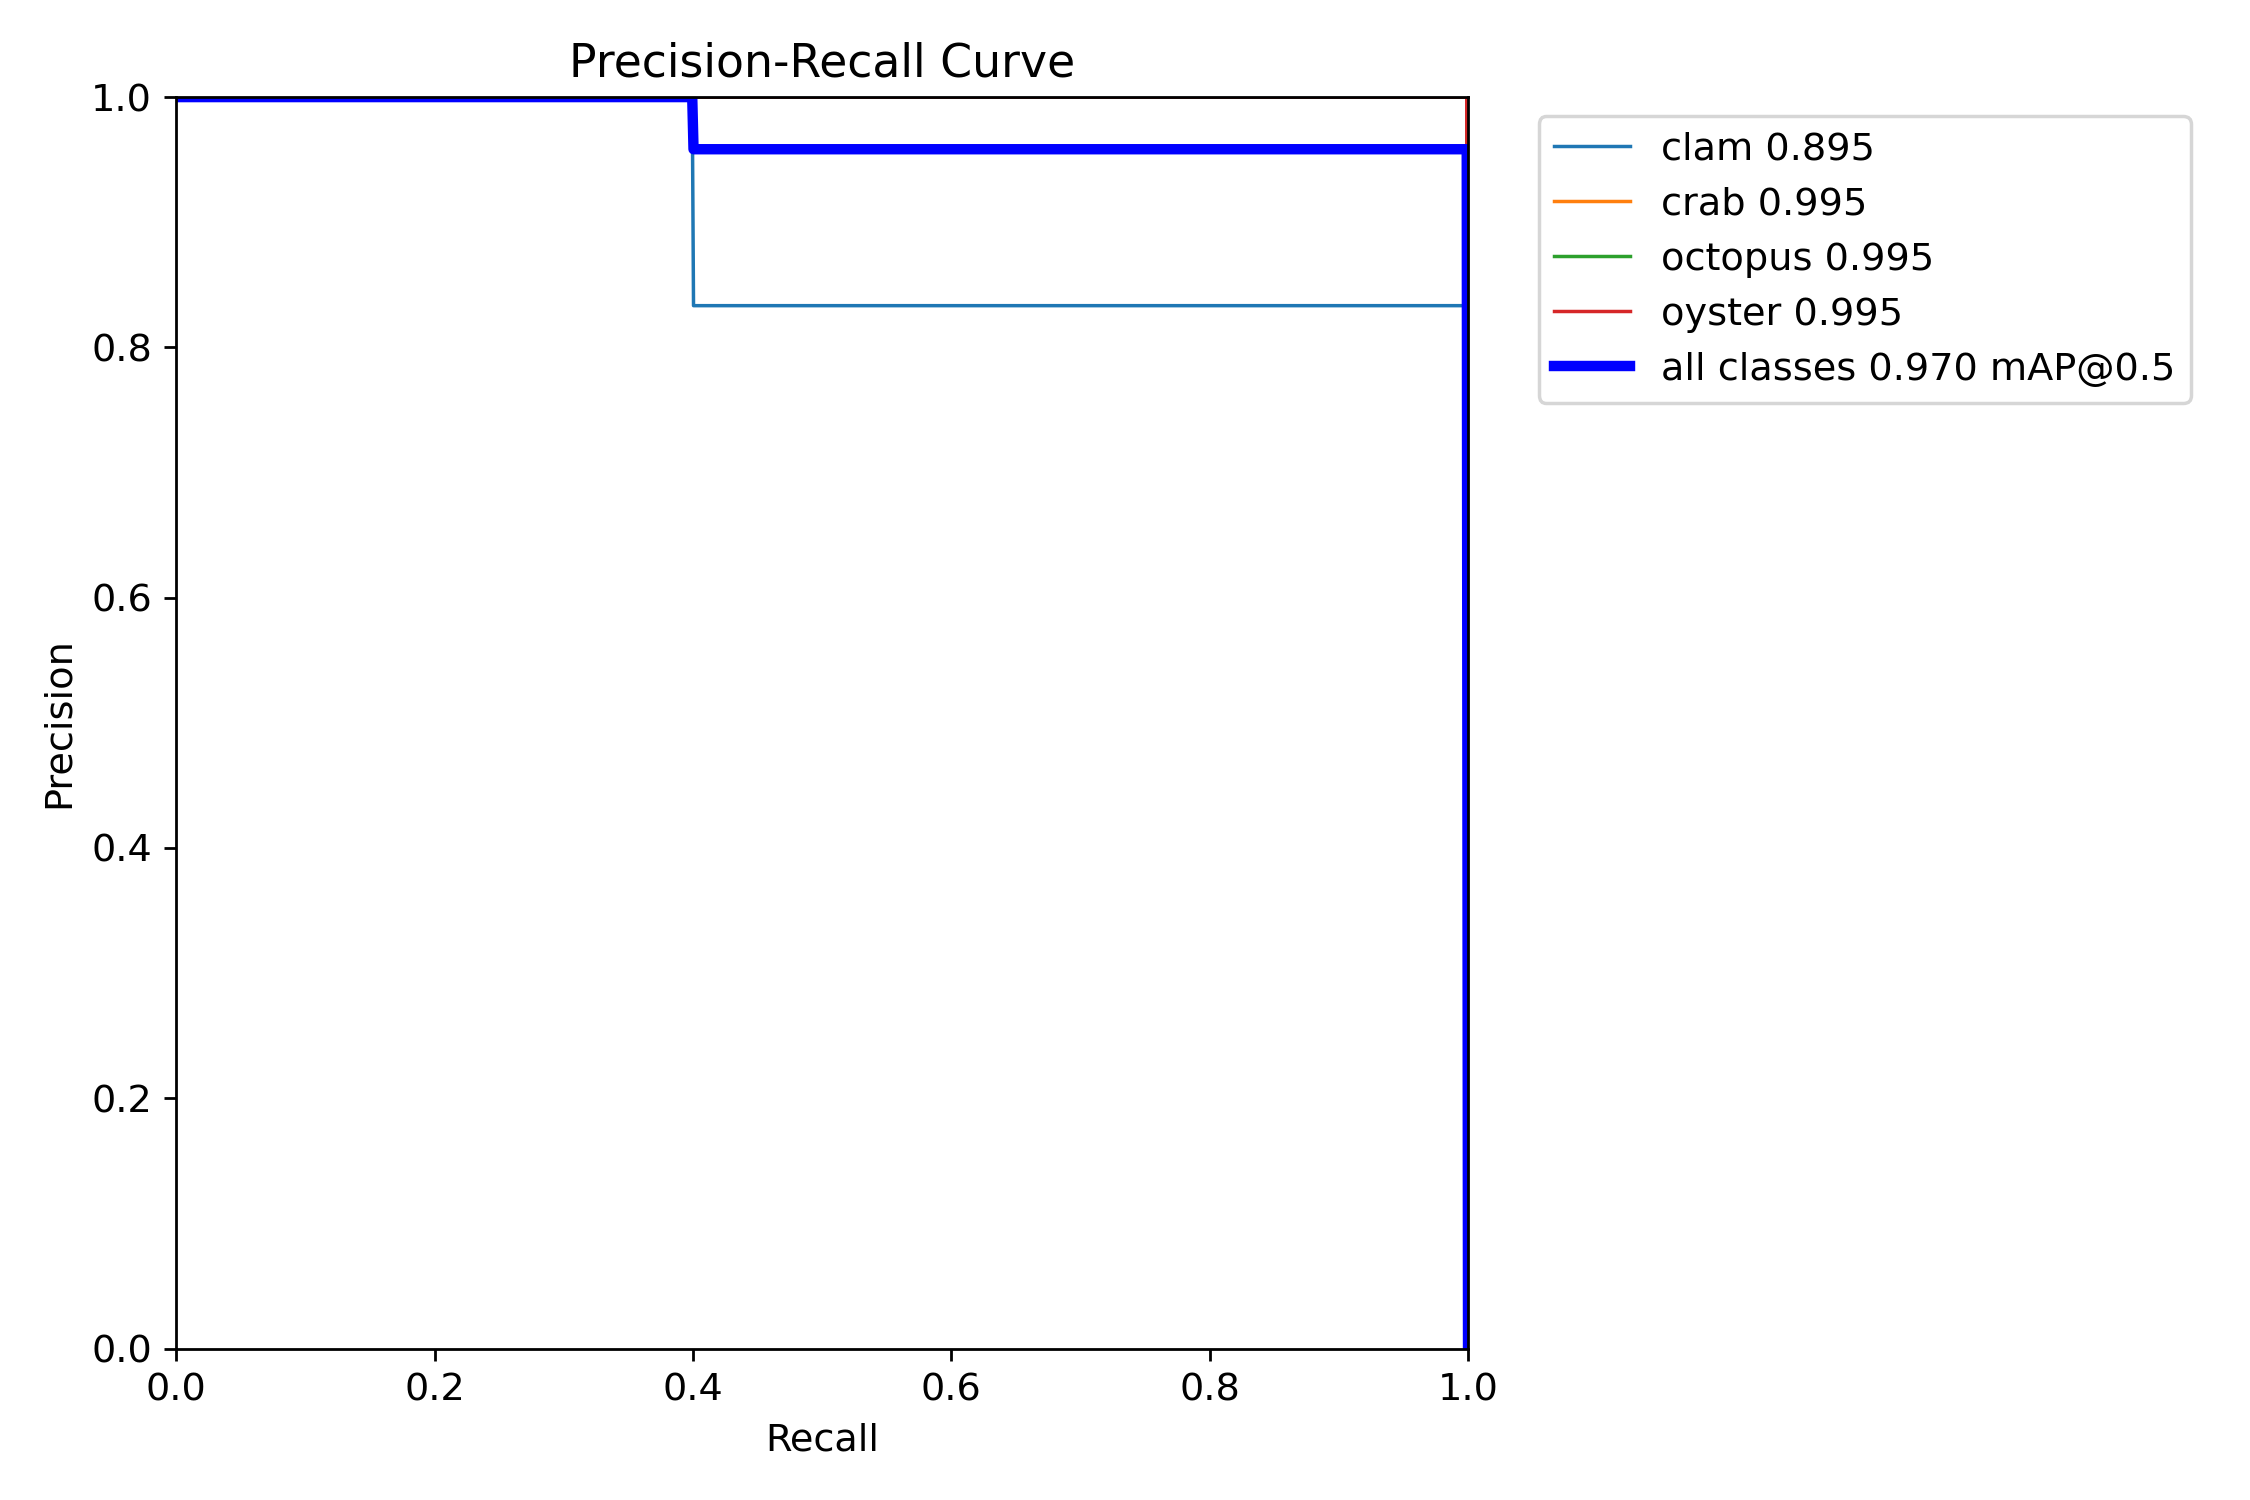 Precision-Recall Curve
1.0
0.8
0.6
0.4
0.2
0.0
Precision
0.0 0.2 0.4 0.6 0.8 1.0
Recall
clam 0.895
crab 0.995
octopus 0.995
oyster 0.995
all classes 0.970 mAP@0.5